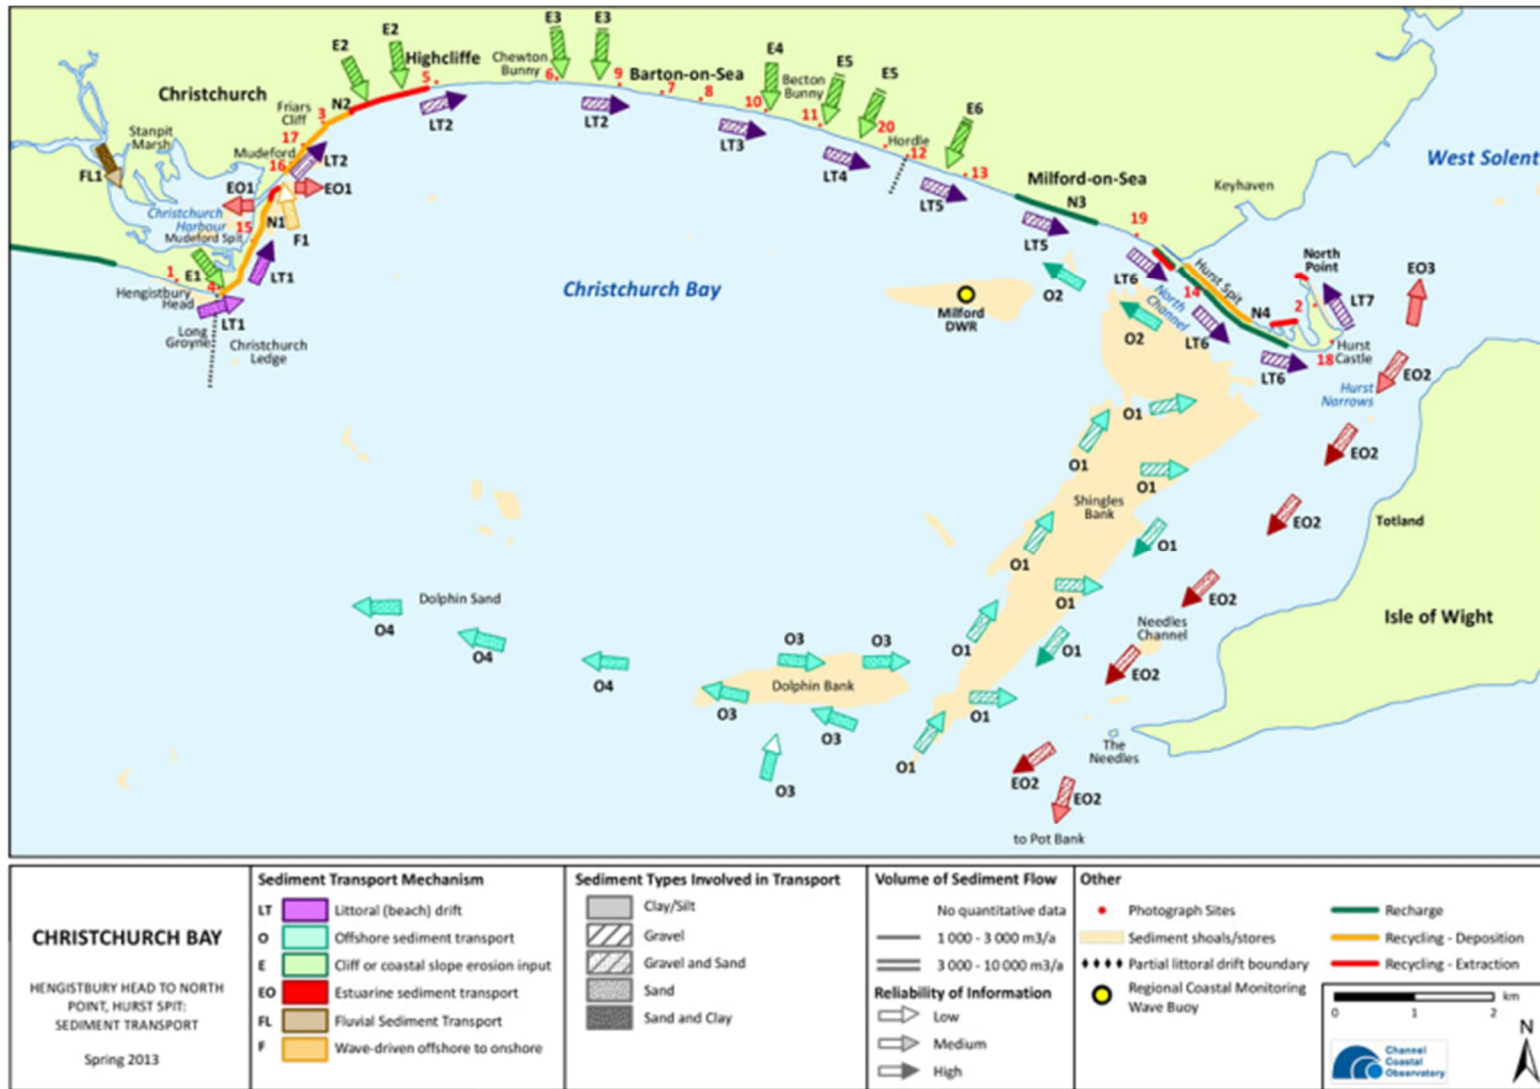 E3
E3
E2
E2
Highcliffe
Chewton
Bunny
5
6
9
Barton-on-Sea
7
8
E4
Becton
Bunny
E5
E5
10
11
20
Hordle
12
E6
13
Christchurch
Friars
Cliff
N2
3
17
Mudeford
16
LT2
LT2
LT2
LT3
LT4
LT5
Stanpit
Marsh
FL1
EO1
EO1
Christchurch
Harbour
Mudeford Spit
15
N1
F1
E1
1
4
Hengistbury
Head
LT1
LT1
Long
Groyne
Christchurch
Ledge
Milford-on-Sea
N3
LT5
19
Keyhaven
West Solent
LT6
North
Channel
14
Hurst Spit
LT6
N4
LT6
North
Point
2
LT7
EO3
18
Hurst
Castle
Hurst
Narrows
EO2
EO2
EO2
EO2
EO2
EO2
EO2
Christchurch Bay
Milford
DWR
O2
O2
O1
O1
O1
Shingles
Bank
O1
O1
O1
O1
O1
O1
O1
Totland
Isle of Wight
Needles
Channel
The
Needles
to Pot Bank
Dolphin Sand
O4
O4
O4
O3
O3
Dolphin Bank
O3
O3
O3
CHRISTCHURCH BAY
HENGISTBURY HEAD TO NORTH
POINT, HURST SPIT:
SEDIMENT TRANSPORT
Spring 2013
Sediment Transport Mechanism
LT Littoral (beach) drift
O Offshore sediment transport
E Cliff or coastal slope erosion input
EO Estuarine sediment transport
FL Fluvial Sediment Transport
F Wave-driven offshore to onshore
Sediment Types Involved in Transport
Clay/Silt
Gravel
Gravel and Sand
Sand
Sand and Clay
Volume of Sediment Flow
No quantitative data
1 000 - 3 000 m3/a
3 000 - 10 000 m3/a
Reliability of Information
Low
Medium
High
Other
Photograph Sites
Sediment shoals/stores
Partial littoral drift boundary
Regional Coastal Monitoring
Wave Buoy
Recharge
Recycling - Deposition
Recycling - Extraction
km
0 1 2
N
Channel
Coastal
Observatory